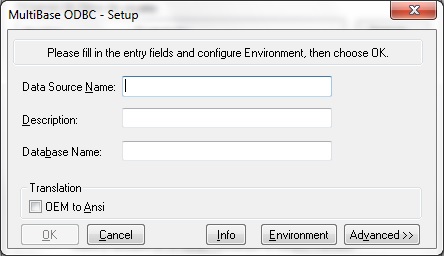 MultiBase ODBC - Setup
Please fill in the entry fields and configure Environment, then choose OK.
Data Source Name:
Description:
Database Name:
Translation
OEM to Ansi
OK Cancel Info Environment Advanced >>